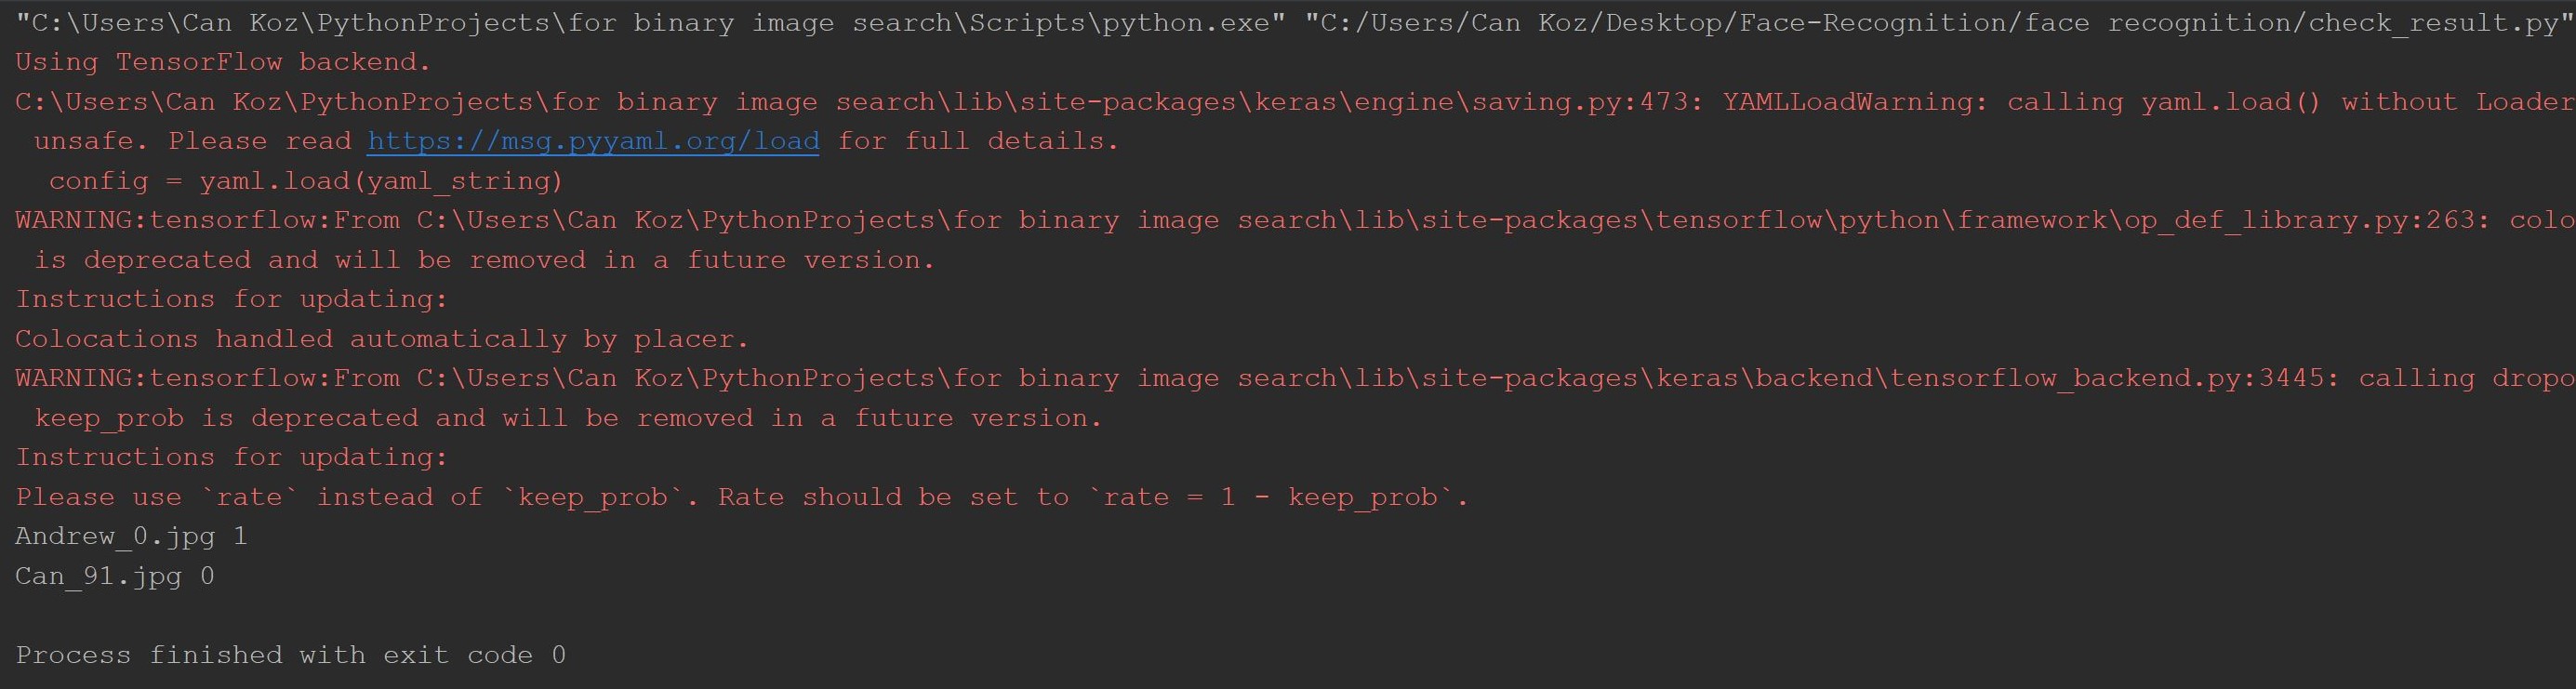 "C:\Users\Can Koz\PythonProjects\for binary image search\Scripts\python.exe" "C:/Users/Can Koz/Desktop/Face-Recognition/face recognition/check_result.py"
Using TensorFlow backend.
C:\Users\Can Koz\PythonProjects\for binary image search\lib\site-packages\keras\engine\saving.py:473: YAMLLoadWarning: calling yaml.load() without Loader
unsafe. Please read https://msg.pyyaml.org/load for full details.
config = yaml.load(yaml_string)
WARNING:tensorflow:From C:\Users\Can Koz\PythonProjects\for binary image search\lib\site-packages\tensorflow\python\framework\op_def_library.py:263: colo
is deprecated and will be removed in a future version.
Instructions for updating:
Colocations handled automatically by placer.
WARNING:tensorflow:From C:\Users\Can Koz\PythonProjects\for binary image search\lib\site-packages\keras\backend\tensorflow_backend.py:3445: calling dropo
keep_prob is deprecated and will be removed in a future version.
Instructions for updating:
Please use `rate` instead of `keep_prob`. Rate should be set to `rate = 1 - keep_prob`.
Andrew_0.jpg 1
Can_91.jpg 0
Process finished with exit code 0